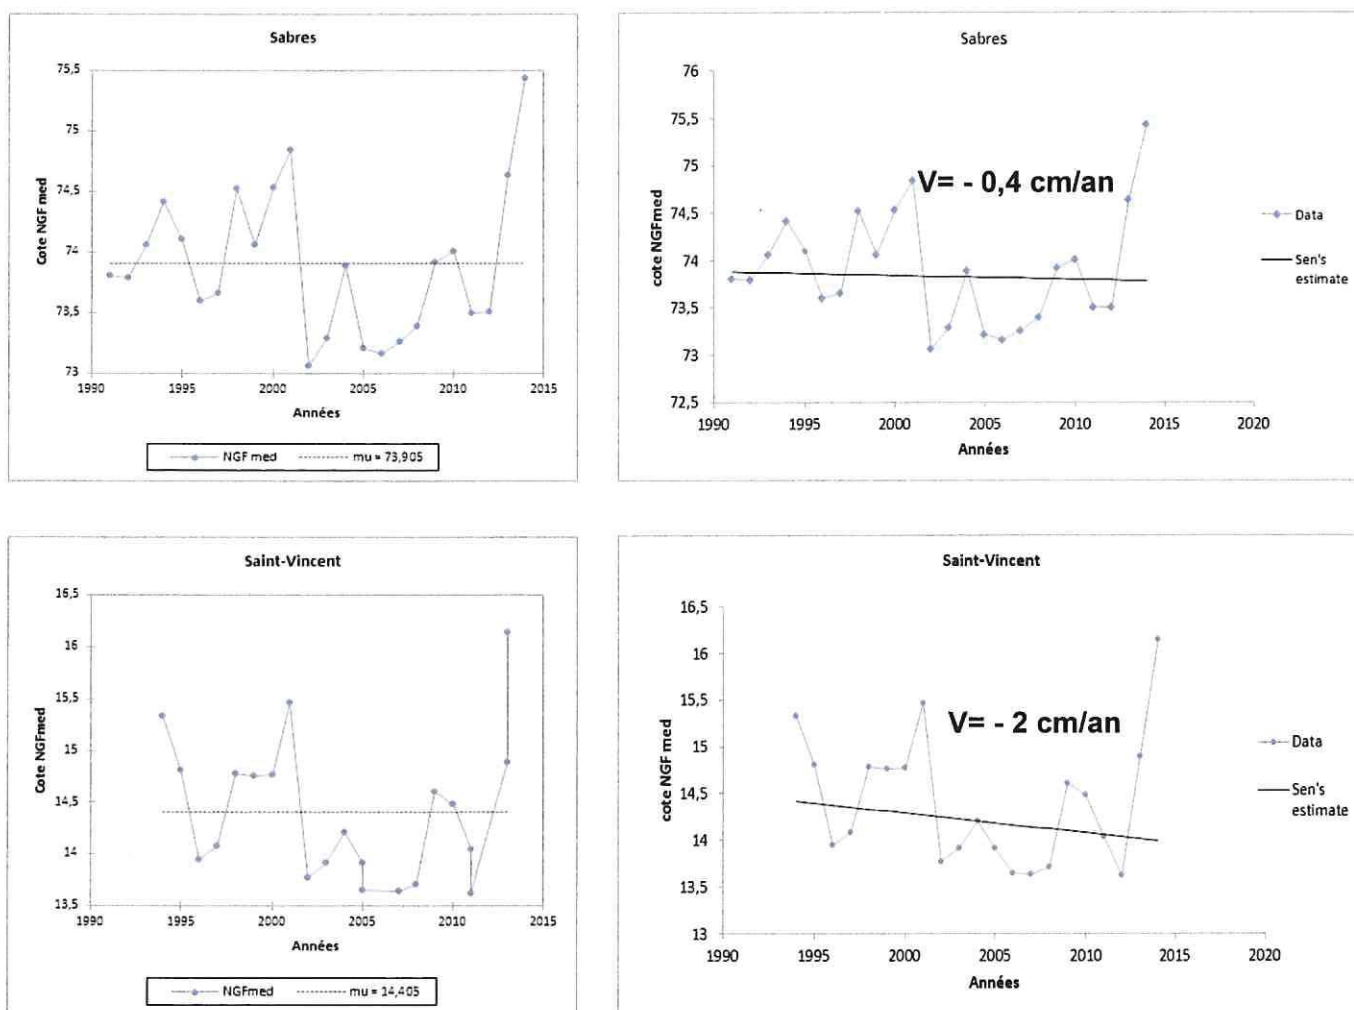 Sabres
75,5
75
74,5
74
73,5
73
Cote NGF med
1990 1995 2000 2005 2010 2015
Années
NGF med mu = 73,905
Sabres
76
75,5
75
74,5
74
73,5
73
72,5
cote NGFmed
V= - 0,4 cm/an
Data
Sen's
estimate
1990 1995 2000 2005 2010 2015 2020
Années
Saint-Vincent
16,5
16
15,5
15
14,5
14
13,5
Cote NGFmed
1990 1995 2000 2005 2010 2015
Années
NGFmed mu = 14,405
Saint-Vincent
16,5
16
15,5
15
14,5
14
13,5
13
cote NGF med
V= - 2 cm/an
Data
Sen's
estimate
1990 1995 2000 2005 2010 2015 2020
Années